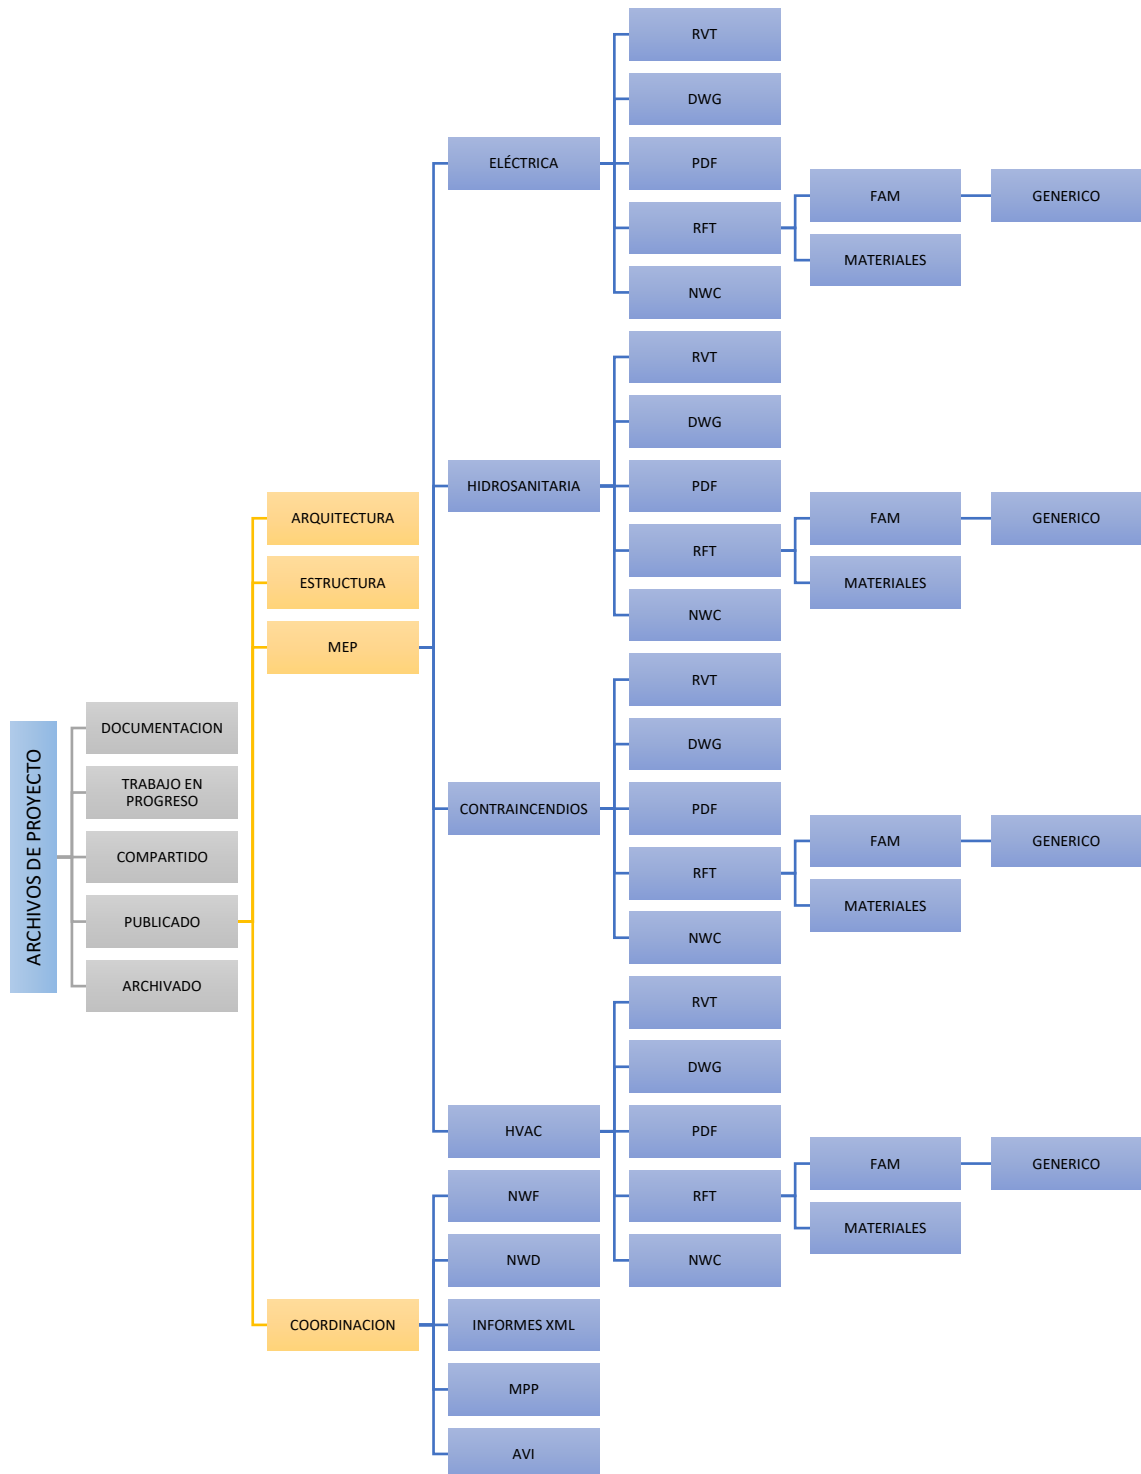 ARCHIVOS DE PROYECTO
DOCUMENTACION
TRABAJO EN
PROGRESO
COMPARTIDO
PUBLICADO
ARQUITECTURA
ESTRUCTURA
MEP
ELÉCTRICA
RVT
DWG
PDF
RFT
FAM
GENERICO
MATERIALES
NWC
HIDROSANITARIA
RVT
DWG
PDF
RFT
FAM
GENERICO
MATERIALES
NWC
CONTRAINCENDIOS
RVT
DWG
PDF
RFT
FAM
GENERICO
MATERIALES
NWC
HVAC
RVT
DWG
PDF
RFT
FAM
GENERICO
MATERIALES
NWC
COORDINACION
NWF
NWD
INFORMES XML
MPP
AVI
ARCHIVADO